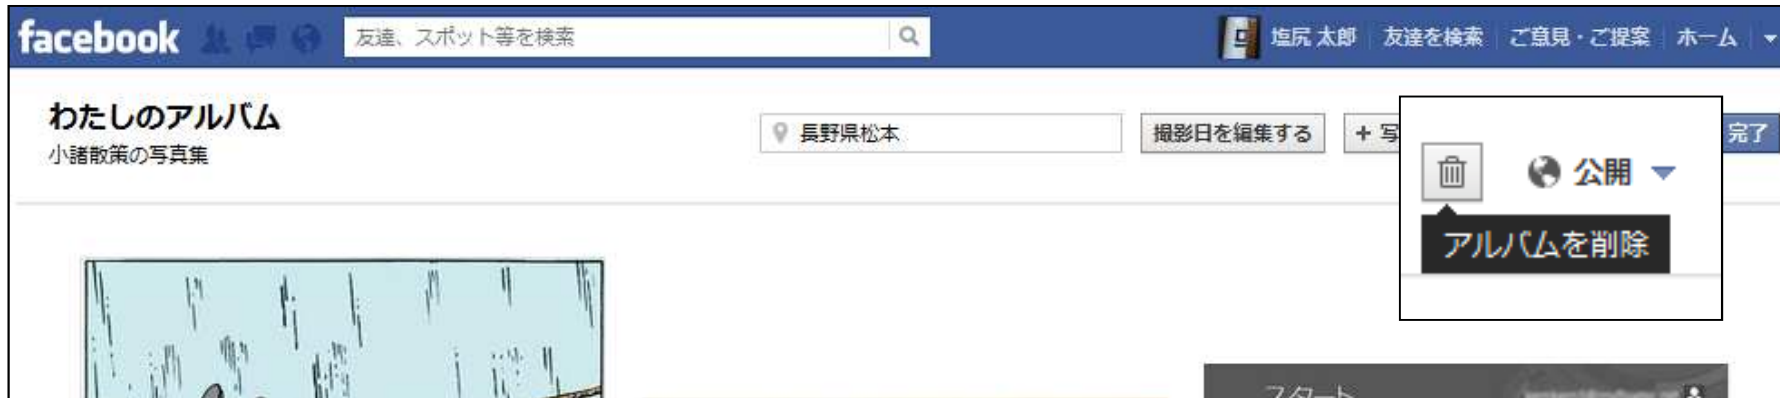 facebook 友達、スポット等を検索 塩尻 太郎 友達を検索 ご意見・ご提案 ホーム
わたしのアルバム
小諸散策の写真集
長野県松本 撮影日を編集する + 写 完了
公開
アルバムを削除
スタート